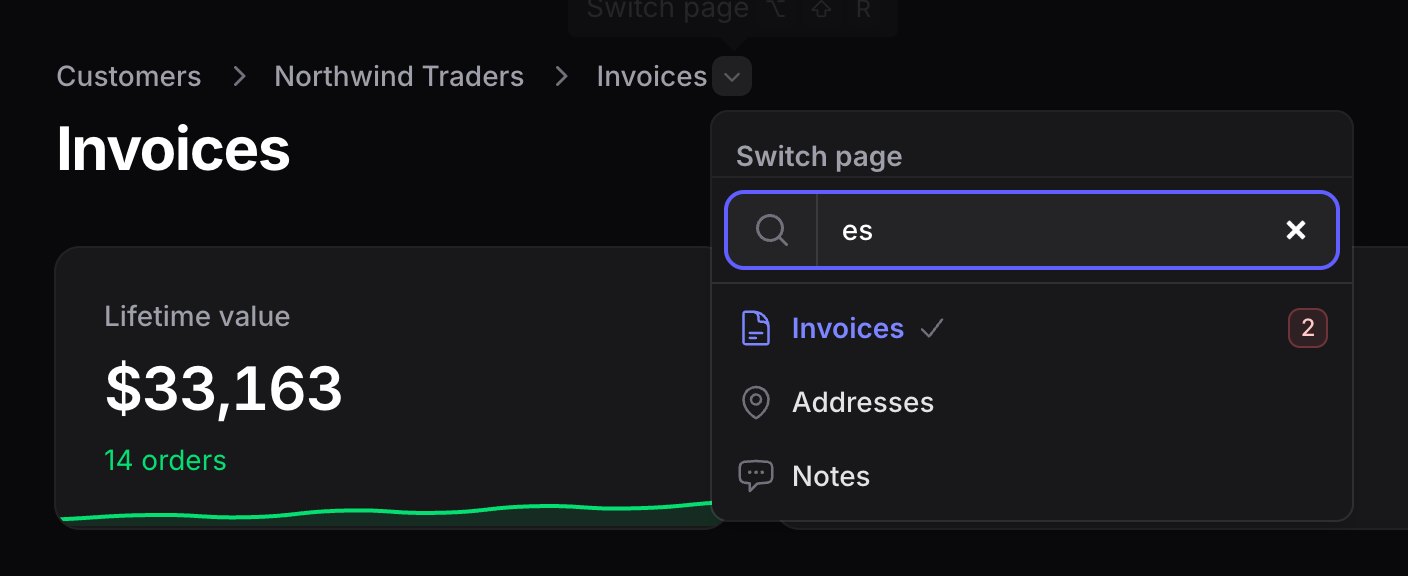 Switch page ⌥ ⇧ R
Customers > Northwind Traders > Invoices
Invoices
Switch page
es
Lifetime value
$33,163
14 orders
Invoices 2
Addresses
Notes